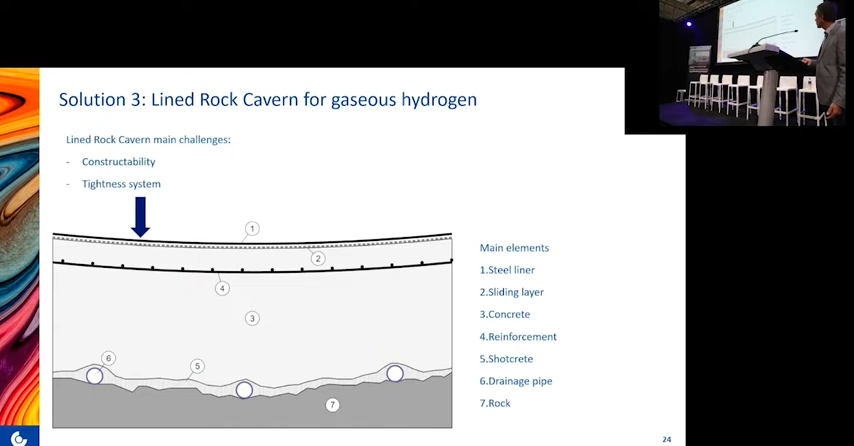 Solution 3: Lined Rock Cavern for gaseous hydrogen
Lined Rock Cavern main challenges:
- Constructability
- Tightness system
1
2
4
3
6
5
7
Main elements
1.Steel liner
2.Sliding layer
3.Concrete
4.Reinforcement
5.Shotcrete
6.Drainage pipe
7.Rock
24